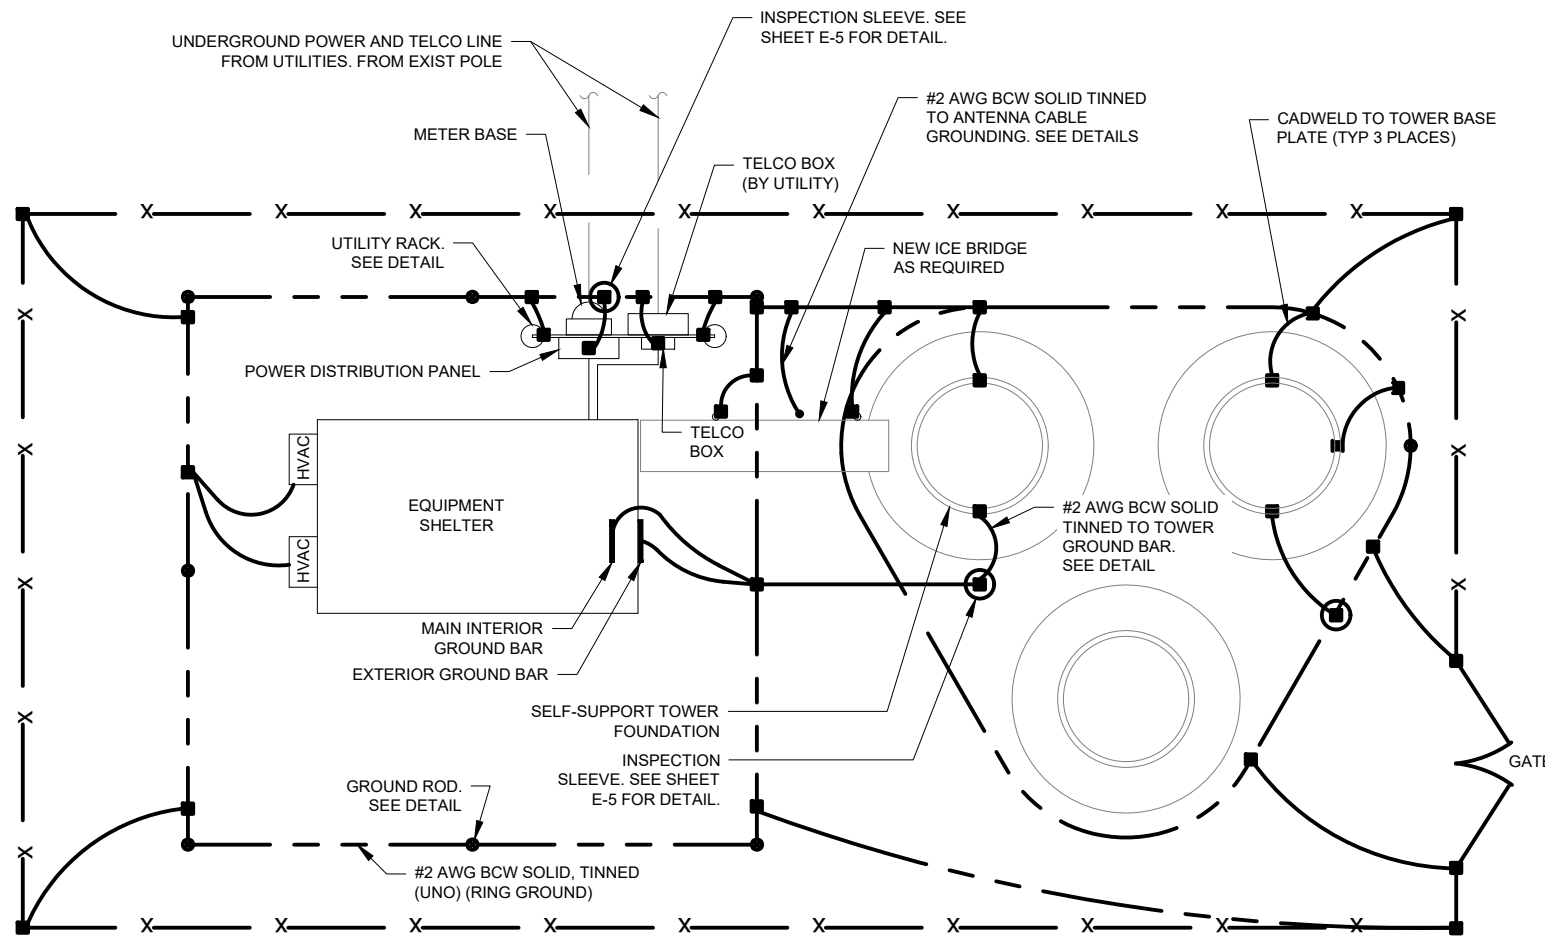 INSPECTION SLEEVE. SEE
SHEET E-5 FOR DETAIL.
UNDERGROUND POWER AND TELCO LINE
FROM UTILITIES. FROM EXIST POLE
#2 AWG BCW SOLID TINNED
TO ANTENNA CABLE
GROUNDING. SEE DETAILS
CADWELD TO TOWER BASE
PLATE (TYP 3 PLACES)
METER BASE
TELCO BOX
(BY UTILITY)
X X X X X X X X X X
UTILITY RACK.
SEE DETAIL
NEW ICE BRIDGE
AS REQUIRED
X
X
POWER DISTRIBUTION PANEL
TELCO
BOX
HVAC
X
X
EQUIPMENT
SHELTER
#2 AWG BCW SOLID
TINNED TO TOWER
GROUND BAR.
SEE DETAIL
HVAC
X
X
MAIN INTERIOR
GROUND BAR
EXTERIOR GROUND BAR
SELF-SUPPORT TOWER
FOUNDATION
X
INSPECTION
SLEEVE. SEE SHEET
E-5 FOR DETAIL.
GATE
GROUND ROD.
SEE DETAIL
X
#2 AWG BCW SOLID, TINNED
(UNO) (RING GROUND)
X X X X X X X X X X